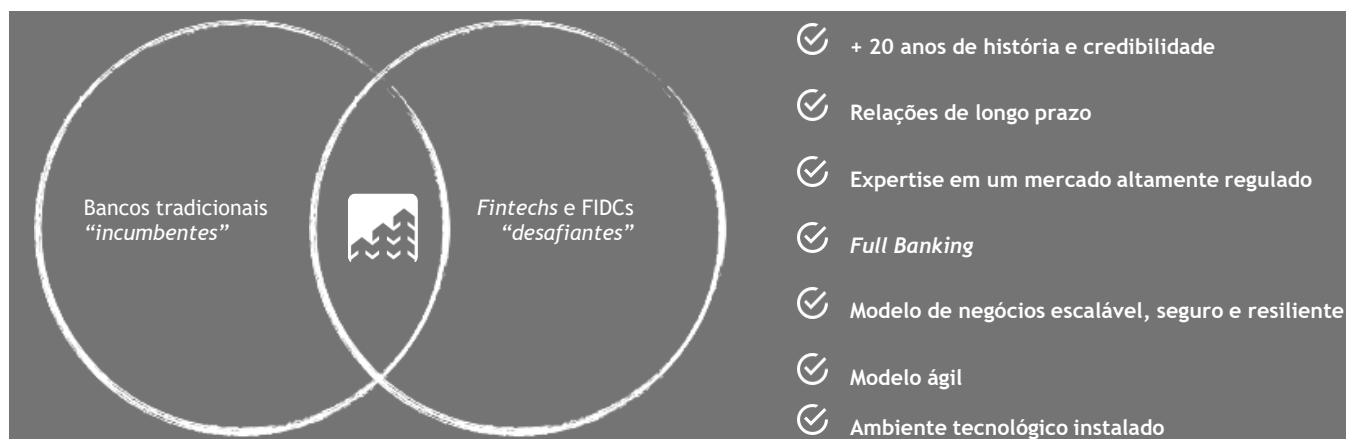 Bancos tradicionais
“incumbentes”
Fintechs e FIDCs
“desafiantes”
+ 20 anos de história e credibilidade
Relações de longo prazo
Expertise em um mercado altamente regulado
Full Banking
Modelo de negócios escalável, seguro e resiliente
Modelo ágil
Ambiente tecnológico instalado